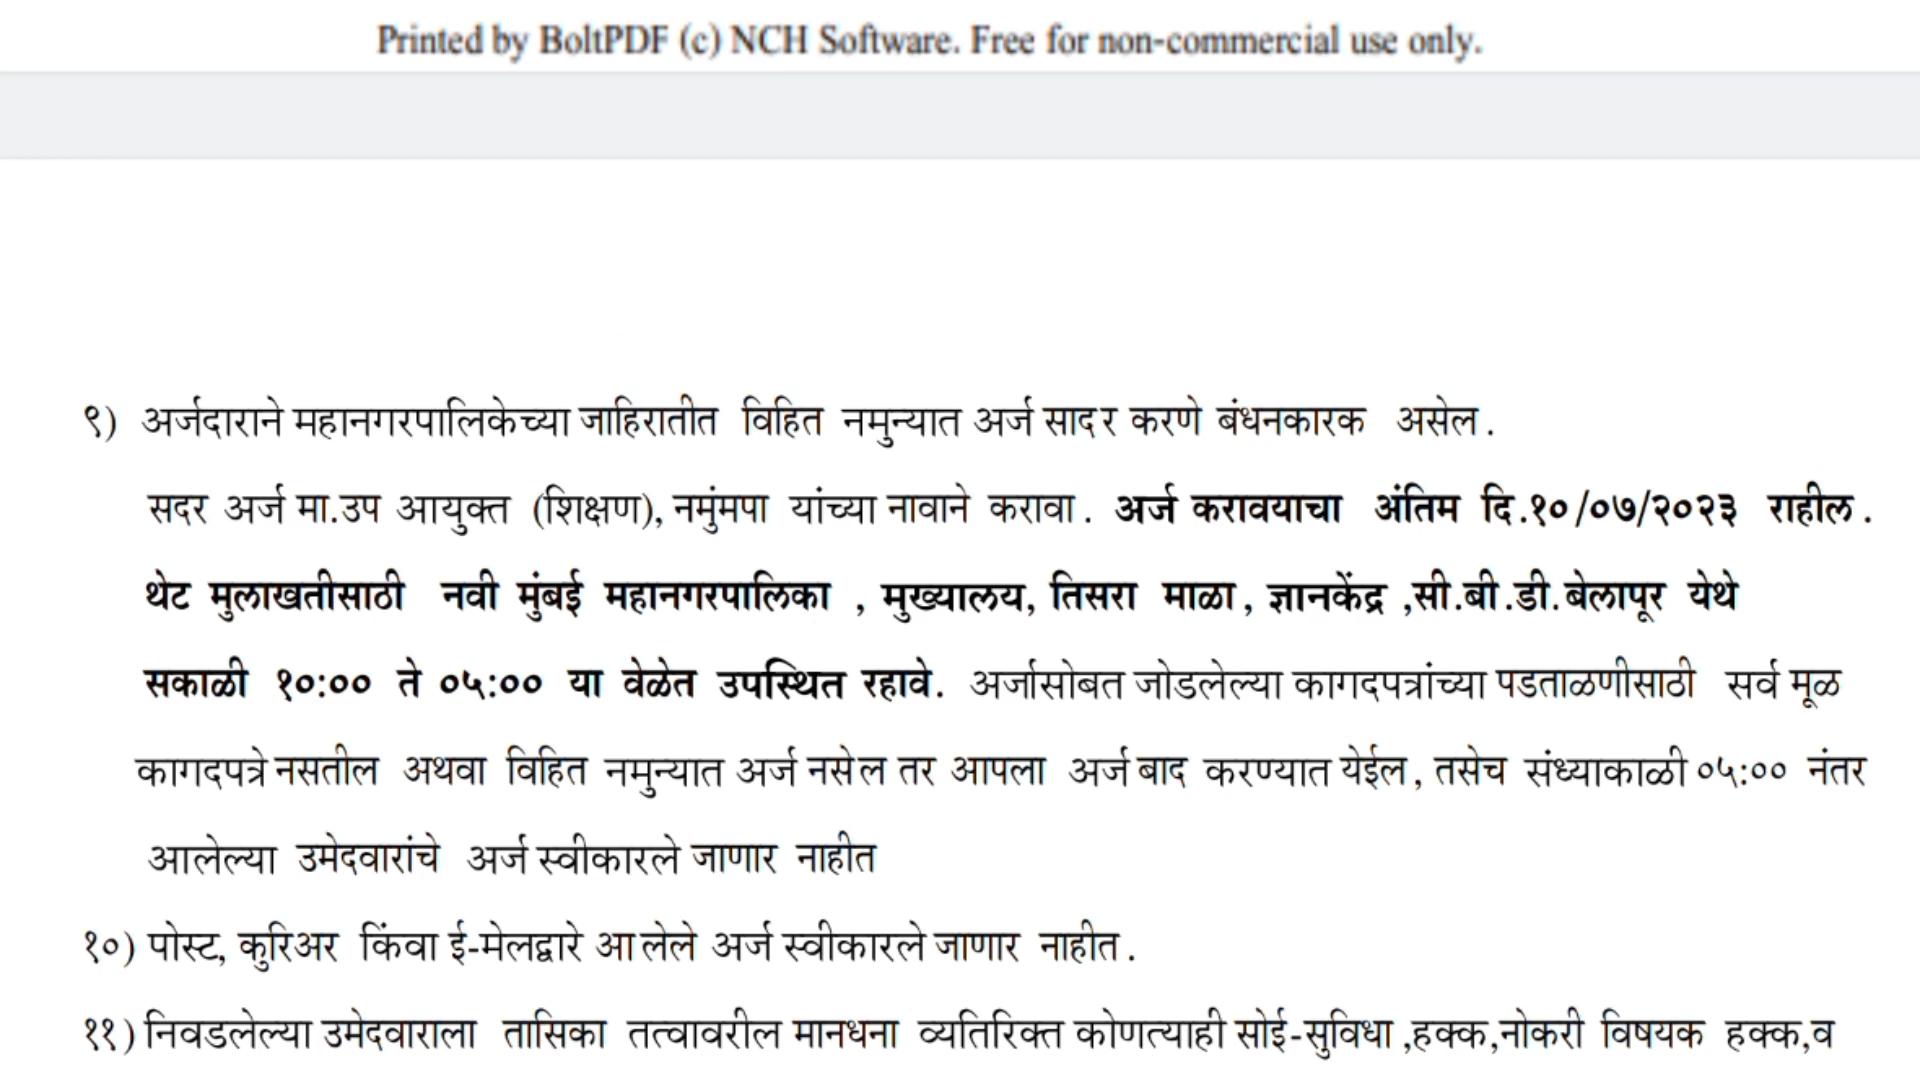 Printed by BoltPDF (c) NCH Software. Free for non-commercial use only.
९) अर्जदाराने महानगरपालिकेच्या जाहिरातीत विहित नमुन्यात अर्ज सादर करणे बंधनकारक असेल.
सदर अर्ज मा.उप आयुक्त (शिक्षण), नमुंमपा यांच्या नावाने करावा. अर्ज करावयाचा अंतिम दि.१०/०७/२०२३ राहील.
थेट मुलाखतीसाठी नवी मुंबई महानगरपालिका , मुख्यालय, तिसरा माळा, ज्ञानकेंद्र ,सी.बी.डी.बेलापूर येथे
सकाळी १०:०० ते ०५:०० या वेळेत उपस्थित रहावे. अर्जासोबत जोडलेल्या कागदपत्रांच्या पडताळणीसाठी सर्व मूळ
कागदपत्रे नसतील अथवा विहित नमुन्यात अर्ज नसेल तर आपला अर्ज बाद करण्यात येईल, तसेच संध्याकाळी ०५:०० नंतर
आलेल्या उमेदवारांचे अर्ज स्वीकारले जाणार नाहीत
१०) पोस्ट, कुरिअर किंवा ई-मेलद्वारे आलेले अर्ज स्वीकारले जाणार नाहीत.
११) निवडलेल्या उमेदवाराला तासिका तत्वावरील मानधना व्यतिरिक्त कोणत्याही सोई-सुविधा ,हक्क,नोकरी विषयक हक्क,व